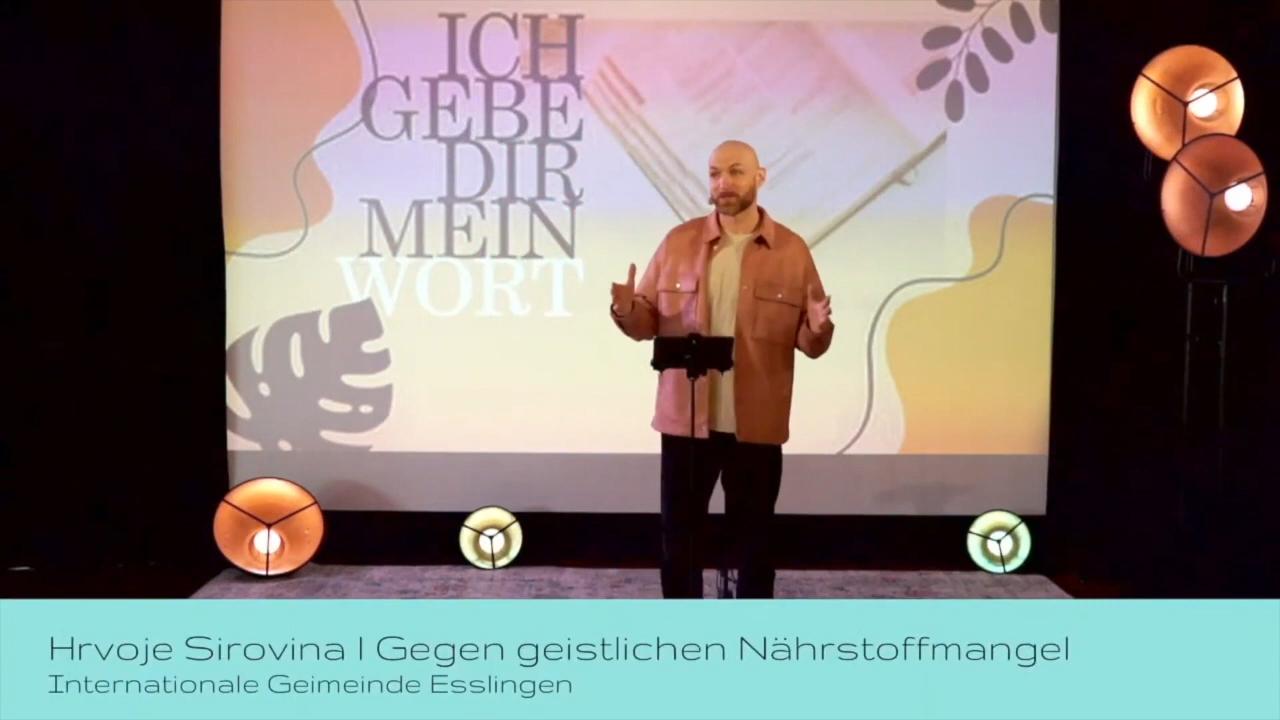 ICH
GEBE
DIR
MEIN
WORT
Hrvoje Sirovina | Gegen geistlichen Nährstoffmangel
Internationale Geimeinde Esslingen